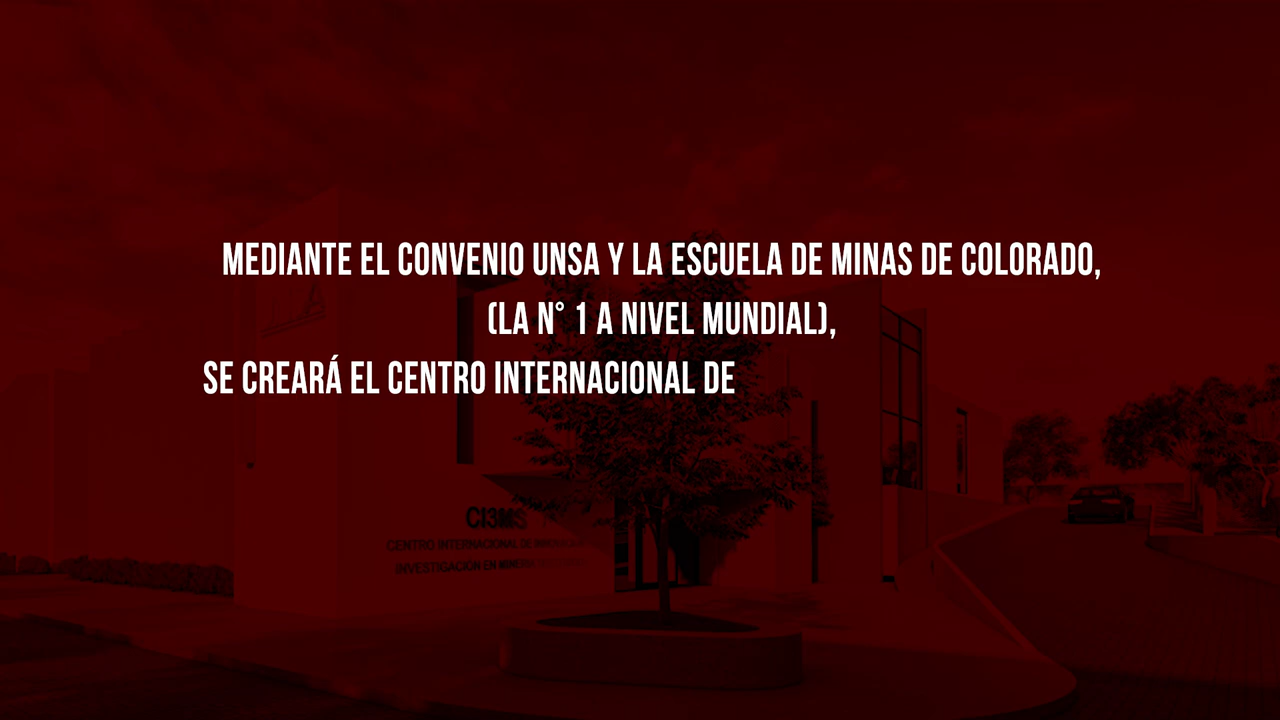 MEDIANTE EL CONVENIO UNSA Y LA ESCUELA DE MINAS DE COLORADO,
(LA N° 1 A NIVEL MUNDIAL),
SE CREARÁ EL CENTRO INTERNACIONAL DE
CI3MS
CENTRO INTERNACIONAL DE
INVESTIGACIÓN EN MINERÍA